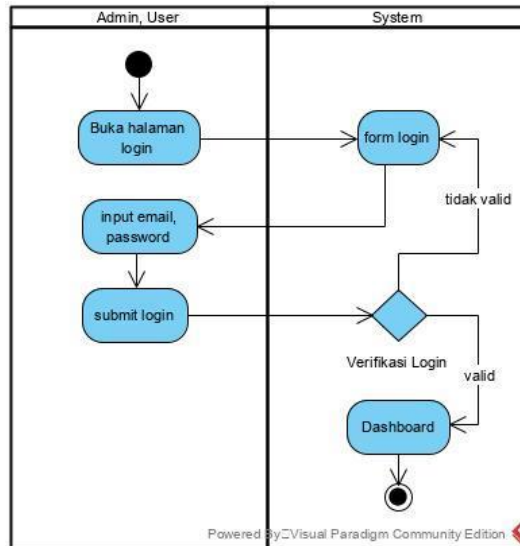 Admin, User
System
Buka halaman
login
form login
tidak valid
input email,
password
submit login
Verifikasi Login
valid
Dashboard
Powered By Visual Paradigm Community Edition